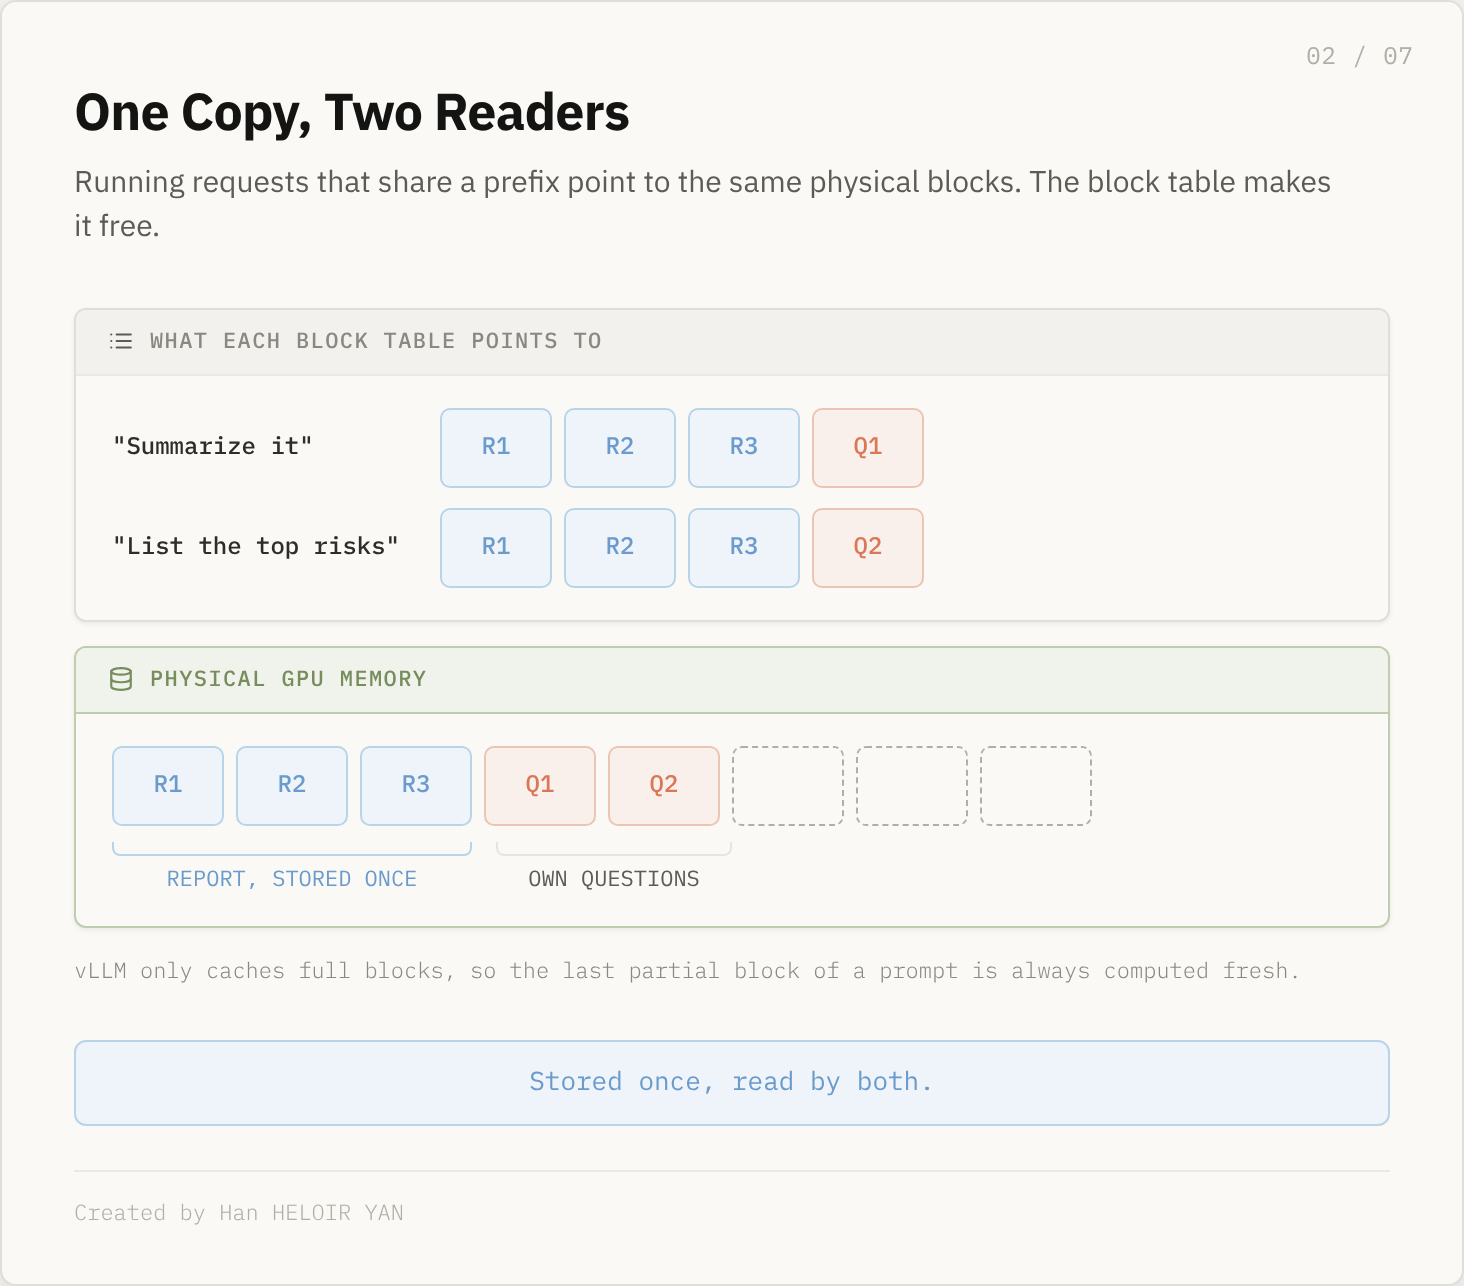 02 / 07
One Copy, Two Readers
Running requests that share a prefix point to the same physical blocks. The block table makes
it free.
WHAT EACH BLOCK TABLE POINTS TO
"Summarize it" R1 R2 R3 Q1
"List the top risks" R1 R2 R3 Q2
PHYSICAL GPU MEMORY
R1 R2 R3 Q1 Q2
REPORT, STORED ONCE OWN QUESTIONS
vLLM only caches full blocks, so the last partial block of a prompt is always computed fresh.
Stored once, read by both.
Created by Han HELOIR YAN